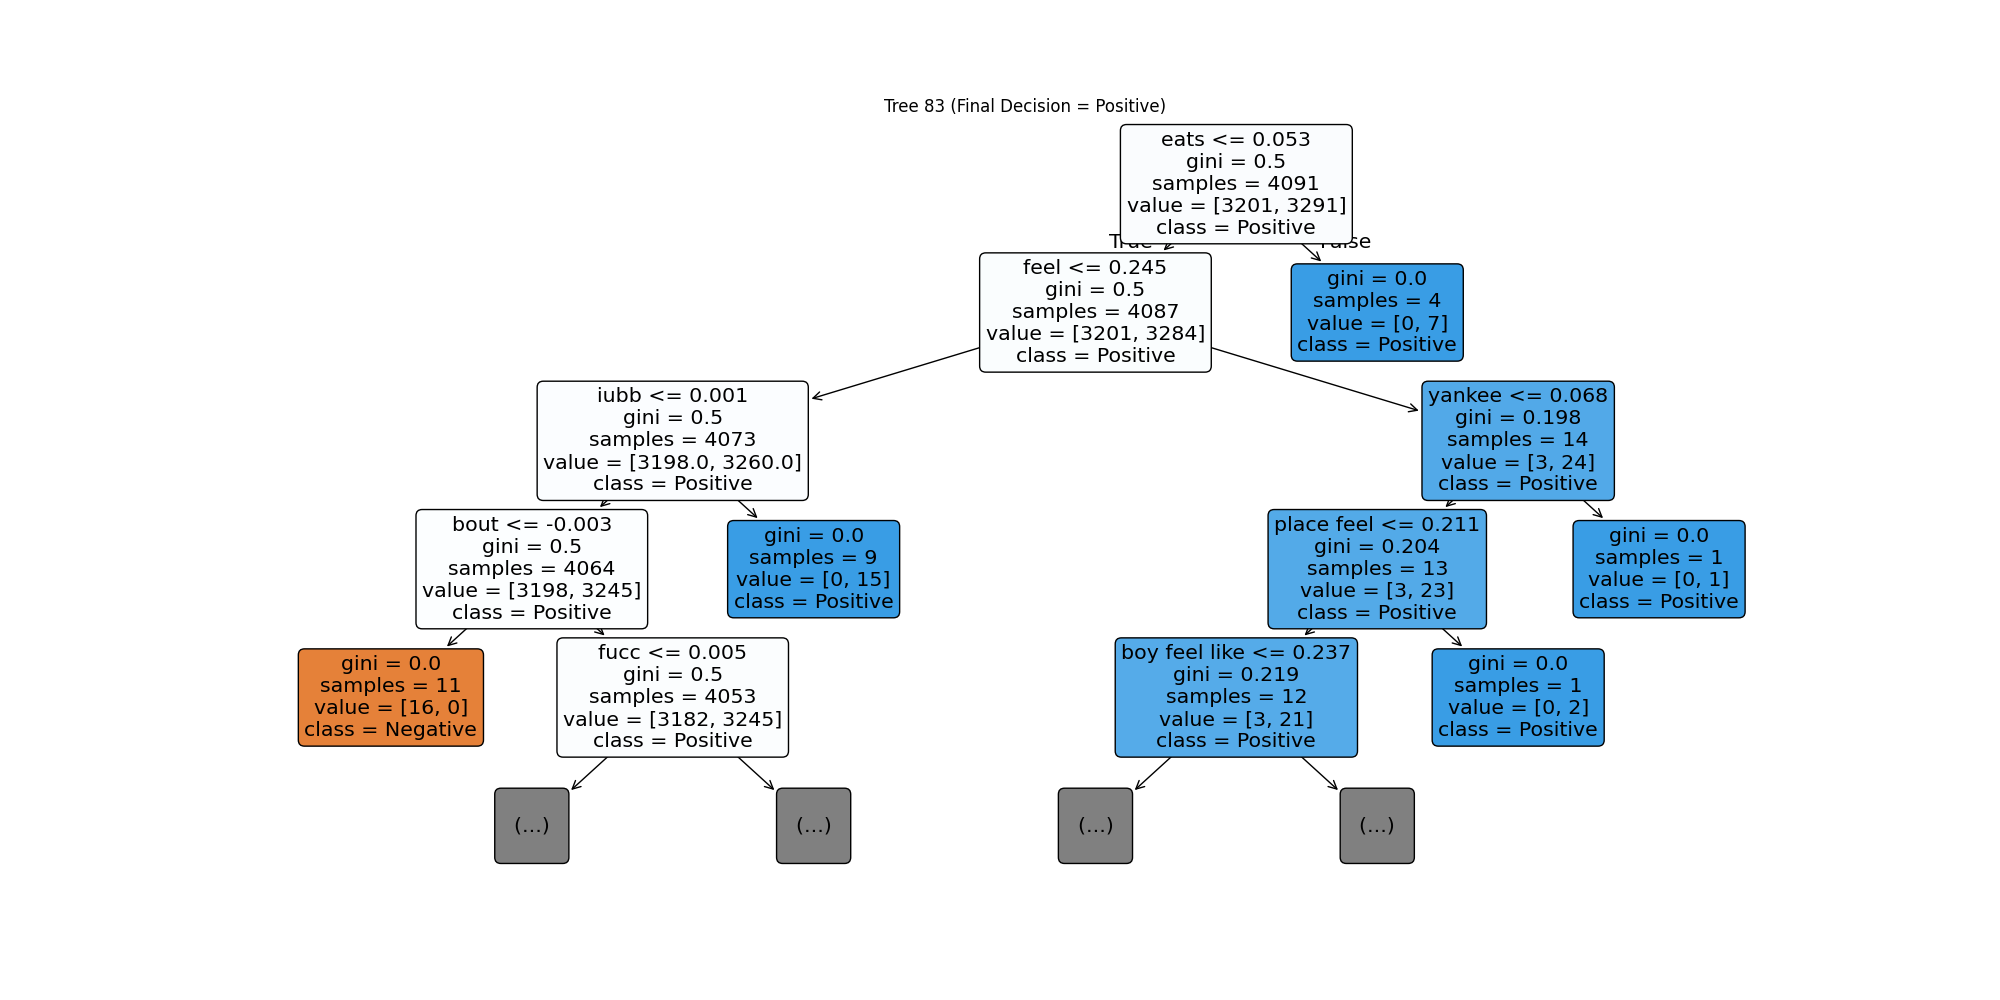 Tree 83 (Final Decision = Positive)
eats <= 0.053
gini = 0.5
samples = 4091
value = [3201, 3291]
class = Positive
True
False
feel <= 0.245
gini = 0.5
samples = 4087
value = [3201, 3284]
class = Positive
gini = 0.0
samples = 4
value = [0, 7]
class = Positive
iubb <= 0.001
gini = 0.5
samples = 4073
value = [3198.0, 3260.0]
class = Positive
yankee <= 0.068
gini = 0.198
samples = 14
value = [3, 24]
class = Positive
bout <= -0.003
gini = 0.5
samples = 4064
value = [3198, 3245]
class = Positive
gini = 0.0
samples = 9
value = [0, 15]
class = Positive
place feel <= 0.211
gini = 0.204
samples = 13
value = [3, 23]
class = Positive
gini = 0.0
samples = 1
value = [0, 1]
class = Positive
gini = 0.0
samples = 11
value = [16, 0]
class = Negative
fucc <= 0.005
gini = 0.5
samples = 4053
value = [3182, 3245]
class = Positive
boy feel like <= 0.237
gini = 0.219
samples = 12
value = [3, 21]
class = Positive
gini = 0.0
samples = 1
value = [0, 2]
class = Positive
(...)
(...)
(...)
(...)